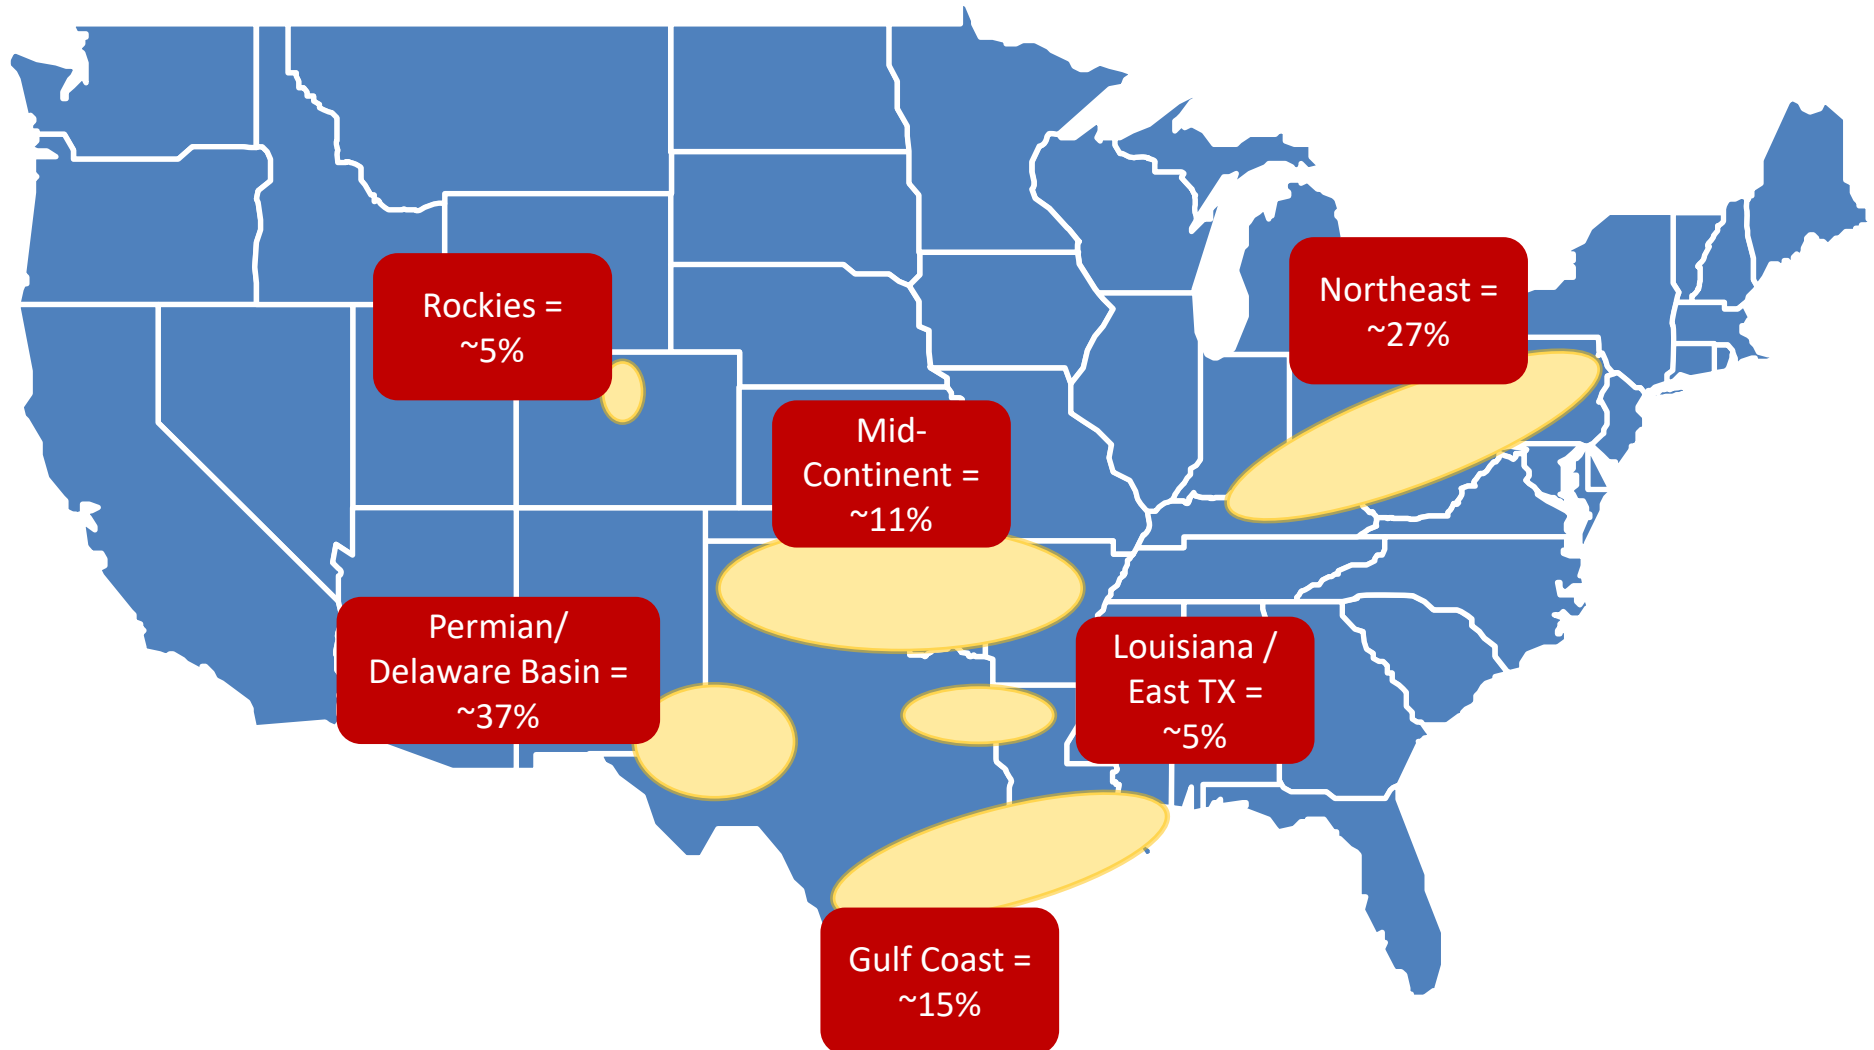 Rockies =
~5%
Northeast =
~27%
Mid-
Continent =
~11%
Permian/
Delaware Basin =
~37%
Louisiana /
East TX =
~5%
Gulf Coast =
~15%